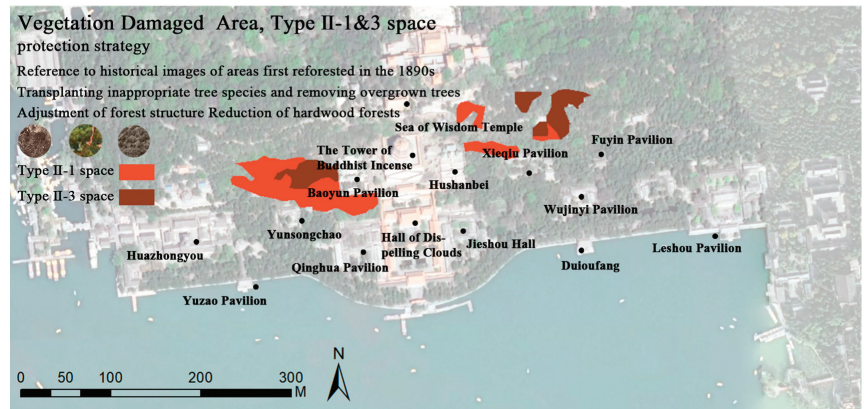 Vegetation Damaged Area, Type II-1&3 space
protection strategy
Reference to historical images of areas first reforested in the 1890s
Transplanting inappropriate tree species and removing overgrown trees
Adjustment of forest structure Reduction of hardwood forests
Type II-1 space
Type II-3 space
Sea of Wisdom Temple
The Tower of
Buddhist Incense
Xieqiu Pavilion
Fuyin Pavilion
Baoyun Pavilion
Hushanbei
Wujinyi Pavilion
Yunsongchao
Hall of Dis-
pelling Clouds
Jieshou Hall
Huazhongyou
Qinghua Pavilion
Duioufang
Leshou Pavilion
Yuzao Pavilion
N
0 50 100 200 300
M